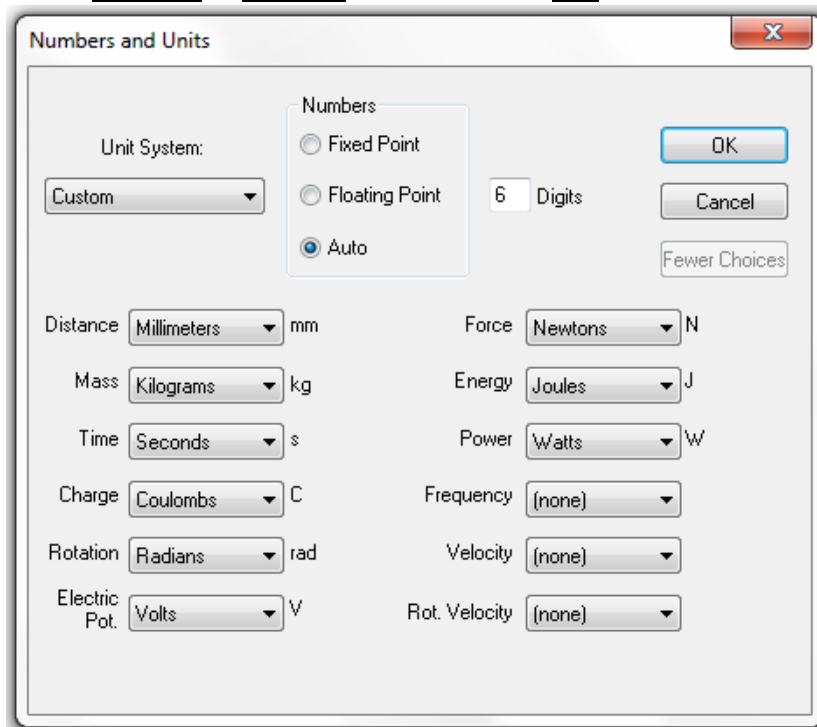 Numbers and Units
Numbers
Unit System:
Fixed Point
OK
Custom
Floating Point
6 Digits
Cancel
Auto
Fewer Choices
Distance Millimeters mm
Force Newtons N
Mass Kilograms kg
Energy Joules J
Time Seconds s
Power Watts W
Charge Coulombs C
Frequency (none)
Rotation Radians rad
Velocity (none)
Electric
Pot. Volts V
Rot. Velocity (none)